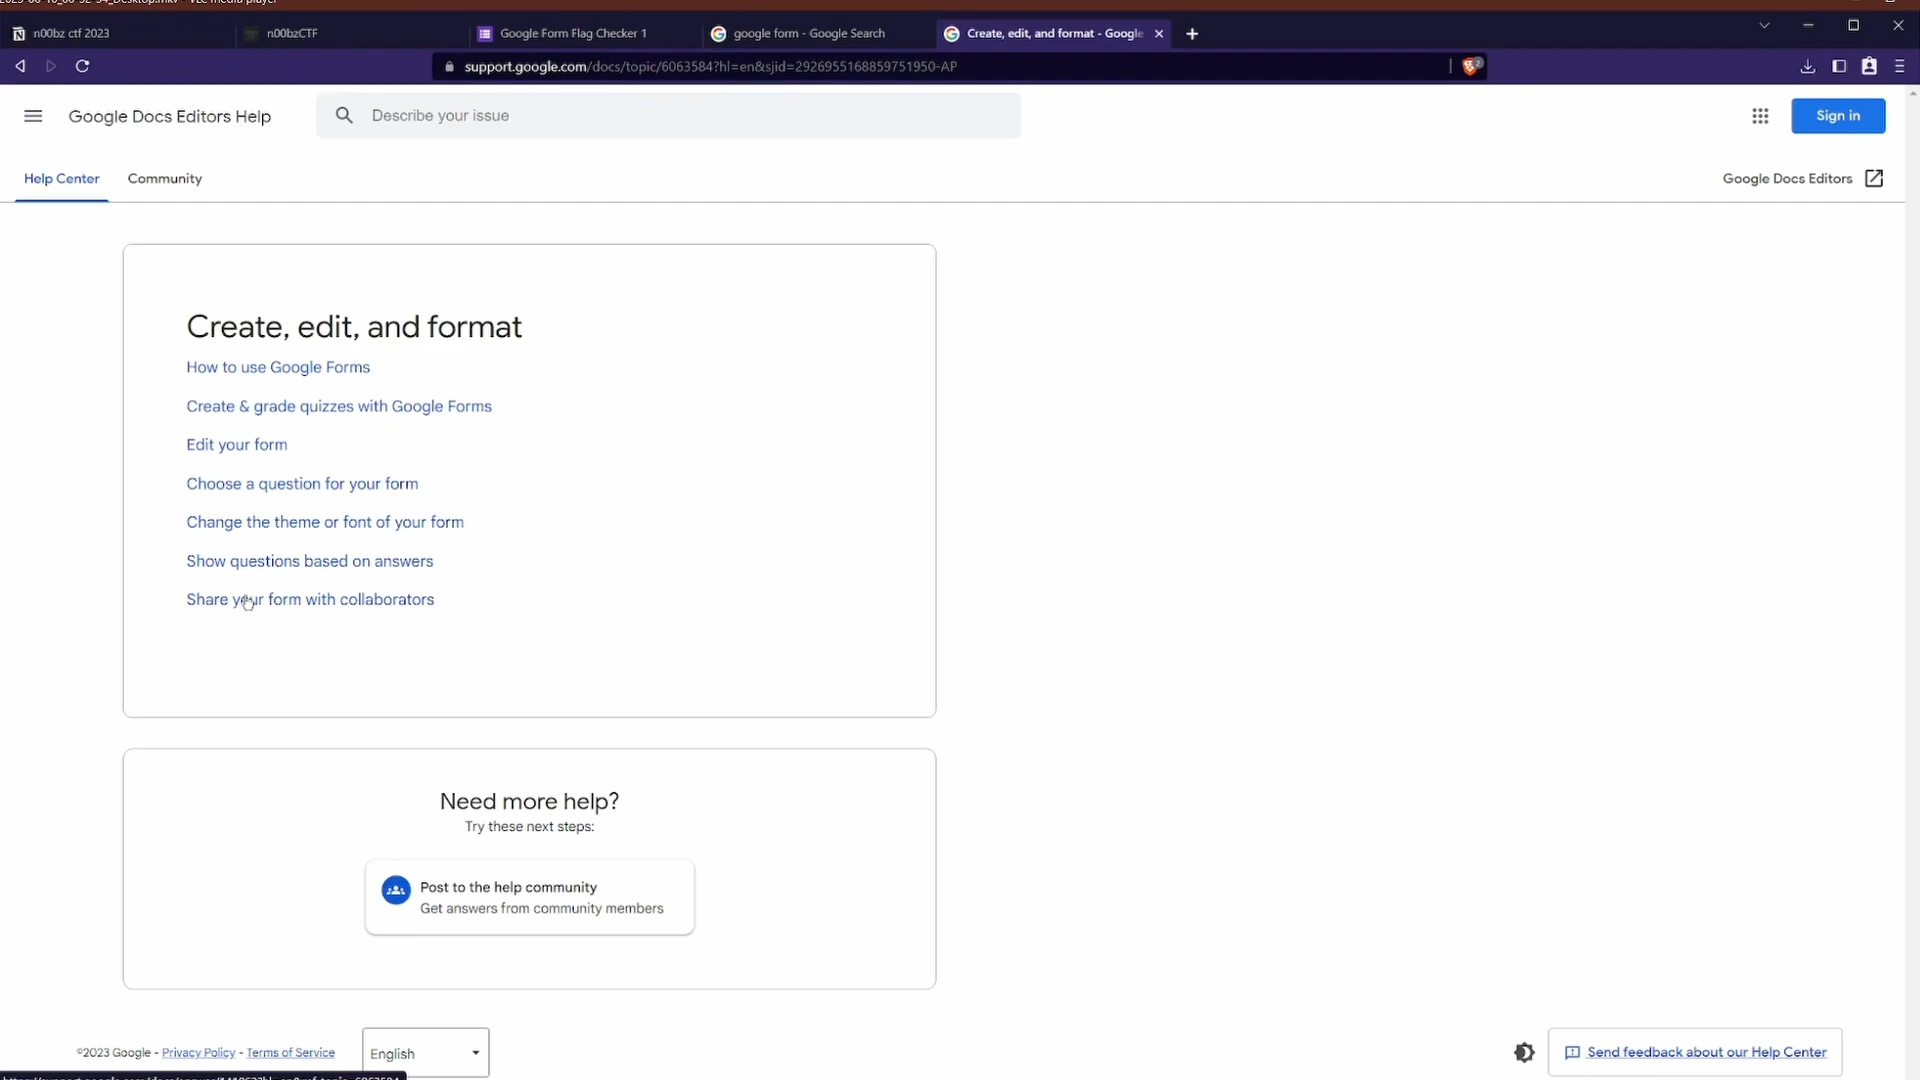 n00bz ctf 2023
n00bzCTF
Google Form Flag Checker 1
google form - Google Search
Create, edit, and format - Google
support.google.com/docs/topic/6063584?hl=en&sjid=2926955168859751950-AP
2
Google Docs Editors Help
Describe your issue
Sign in
Help Center
Community
Google Docs Editors
Create, edit, and format
How to use Google Forms
Create & grade quizzes with Google Forms
Edit your form
Choose a question for your form
Change the theme or font of your form
Show questions based on answers
Share your form with collaborators
Need more help?
Try these next steps:
Post to the help community
Get answers from community members
©2023 Google - Privacy Policy - Terms of Service
English
Send feedback about our Help Center